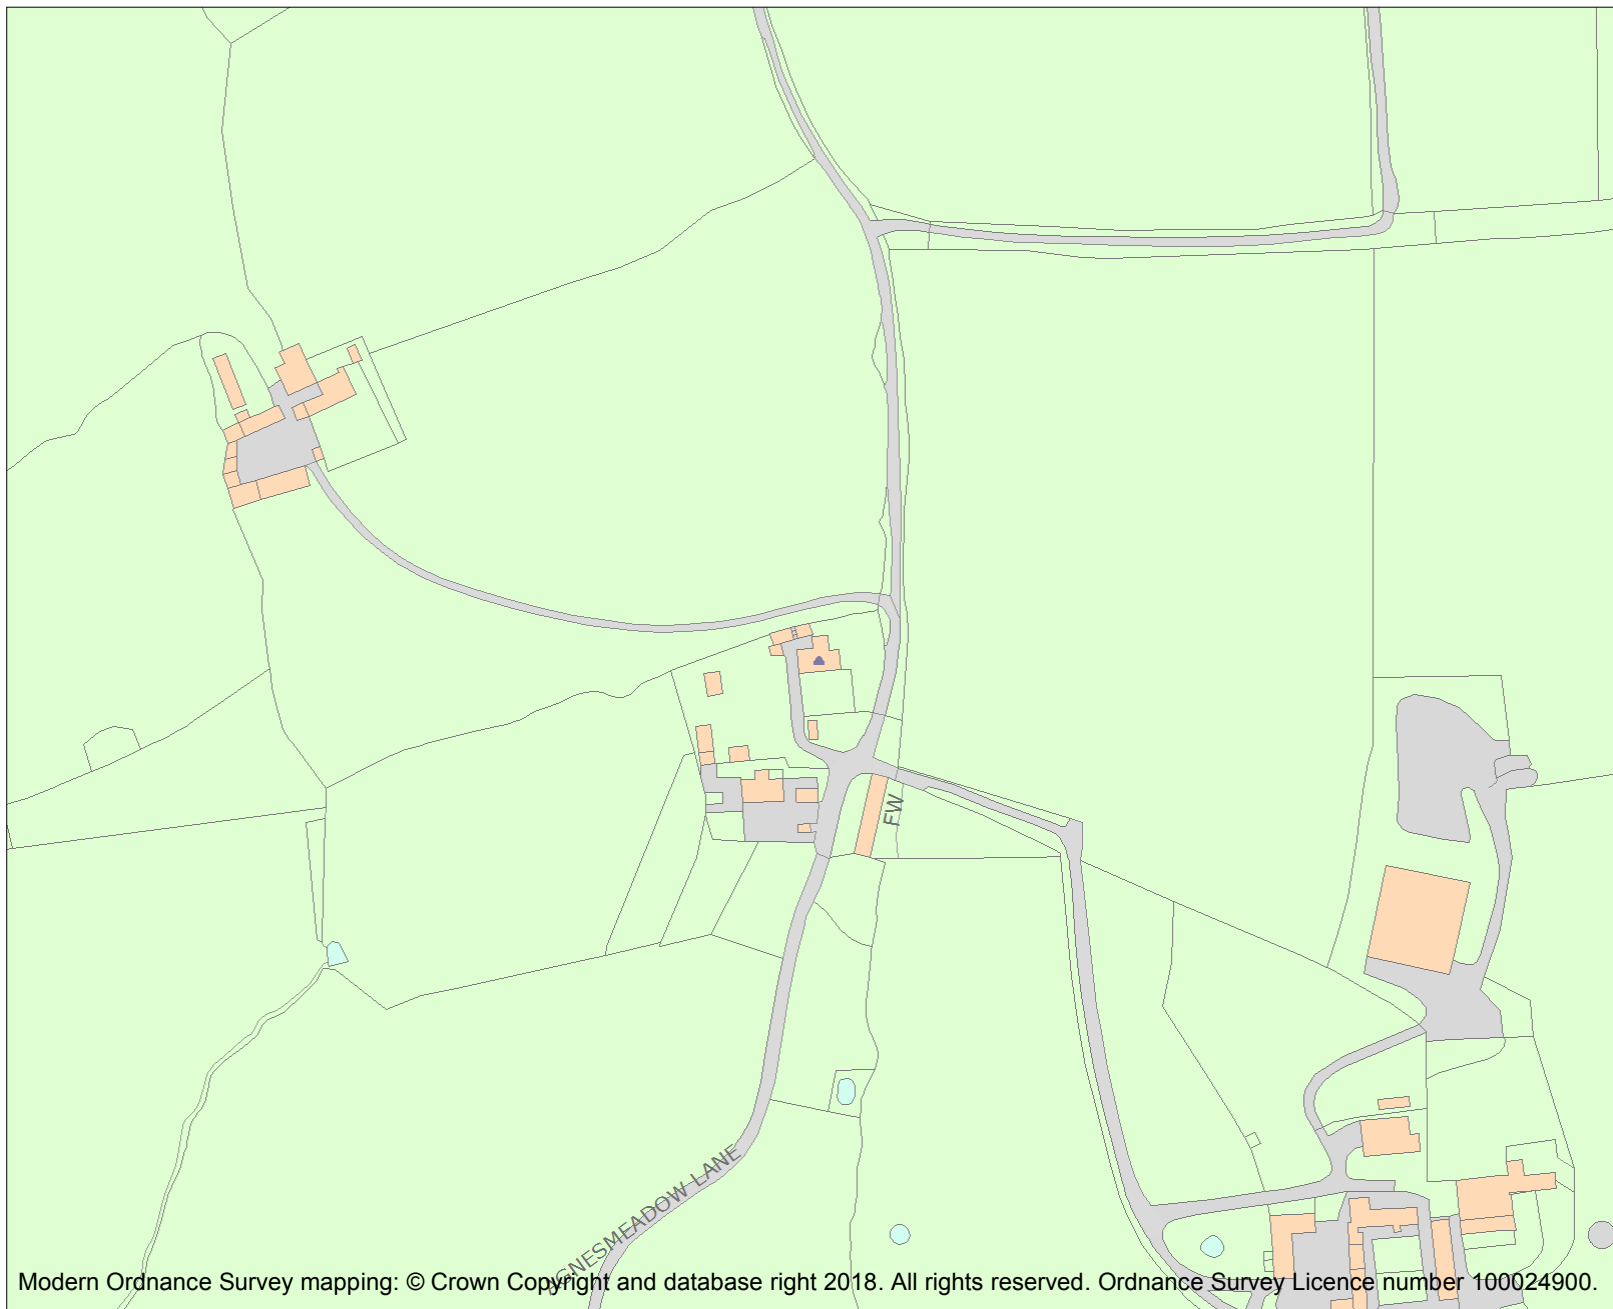 FW
AGNESMEADOW LANE
Modern Ordnance Survey mapping: © Crown Copyright and database right 2018. All rights reserved. Ordnance Survey Licence number 100024900.